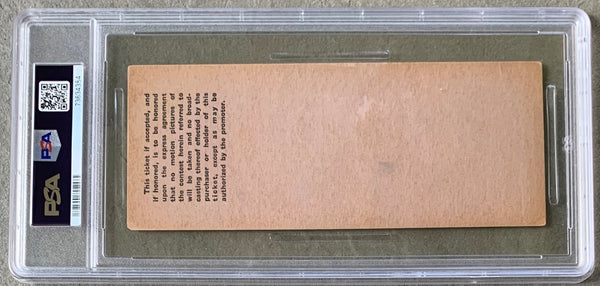 73634354
PSA
PSA
This ticket if accepted, and
if honored, is to be honored
upon the express agreement
that no motion pictures of
the contest herein referred to
will be taken and no broad-
casting thereof effected by the
purchaser or holder of this
ticket, except as may be
authorized by the promoter.